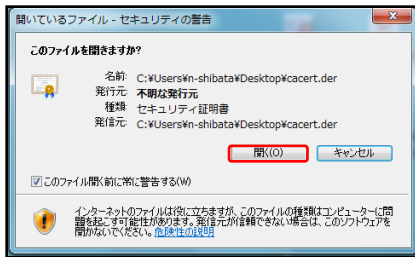 開いているファイル - セキュリティの警告
このファイルを開きますか?
名前: C:¥Users¥n-shibata¥Desktop¥cacert.der
発行元: 不明な発行元
種類: セキュリティ証明書
発信元: C:¥Users¥n-shibata¥Desktop¥cacert.der
開く(O)
キャンセル
このファイル開く前に常に警告する(W)
インターネットのファイルは役に立ちますが、このファイルの種類はコンピューターに問
題を起こす可能性があります。発信元が信頼できない場合は、このソフトウェアを
開かないでください。危険性の説明